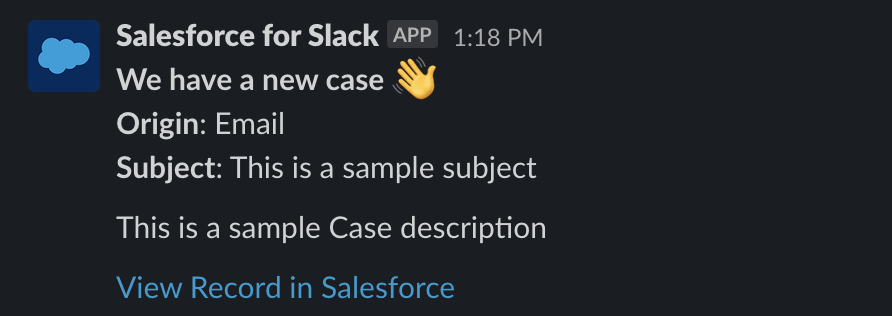 Salesforce for Slack APP 1:18 PM
We have a new case 👋
Origin: Email
Subject: This is a sample subject
This is a sample Case description
View Record in Salesforce